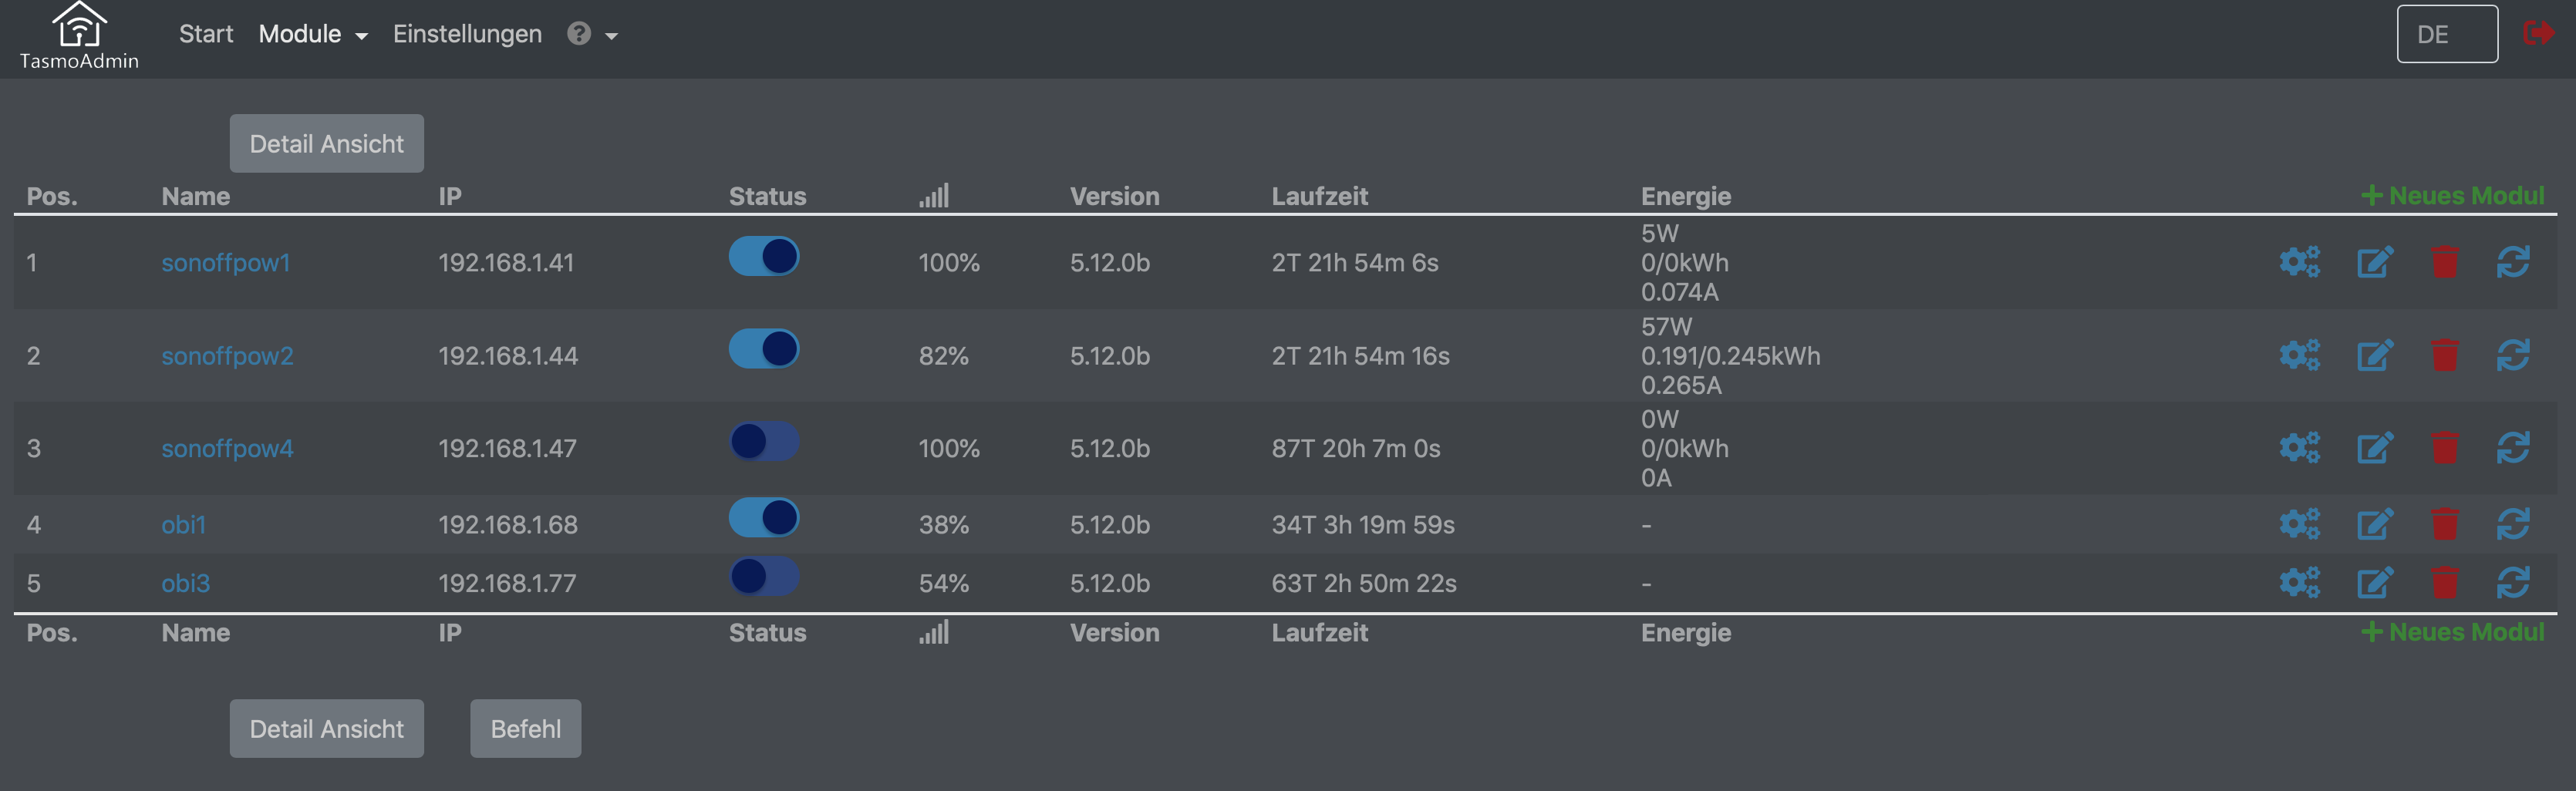 TasmoAdmin
Start Module Einstellungen ? DE
Detail Ansicht
Pos. Name IP Status Version Laufzeit Energie + Neues Modul
1 sonoffpow1 192.168.1.41 100% 5.12.0b 2T 21h 54m 6s 5W
0/0kWh
0.074A
2 sonoffpow2 192.168.1.44 82% 5.12.0b 2T 21h 54m 16s 57W
0.191/0.245kWh
0.265A
3 sonoffpow4 192.168.1.47 100% 5.12.0b 87T 20h 7m 0s 0W
0/0kWh
0A
4 obi1 192.168.1.68 38% 5.12.0b 34T 3h 19m 59s -
5 obi3 192.168.1.77 54% 5.12.0b 63T 2h 50m 22s -
Pos. Name IP Status Version Laufzeit Energie + Neues Modul
Detail Ansicht Befehl